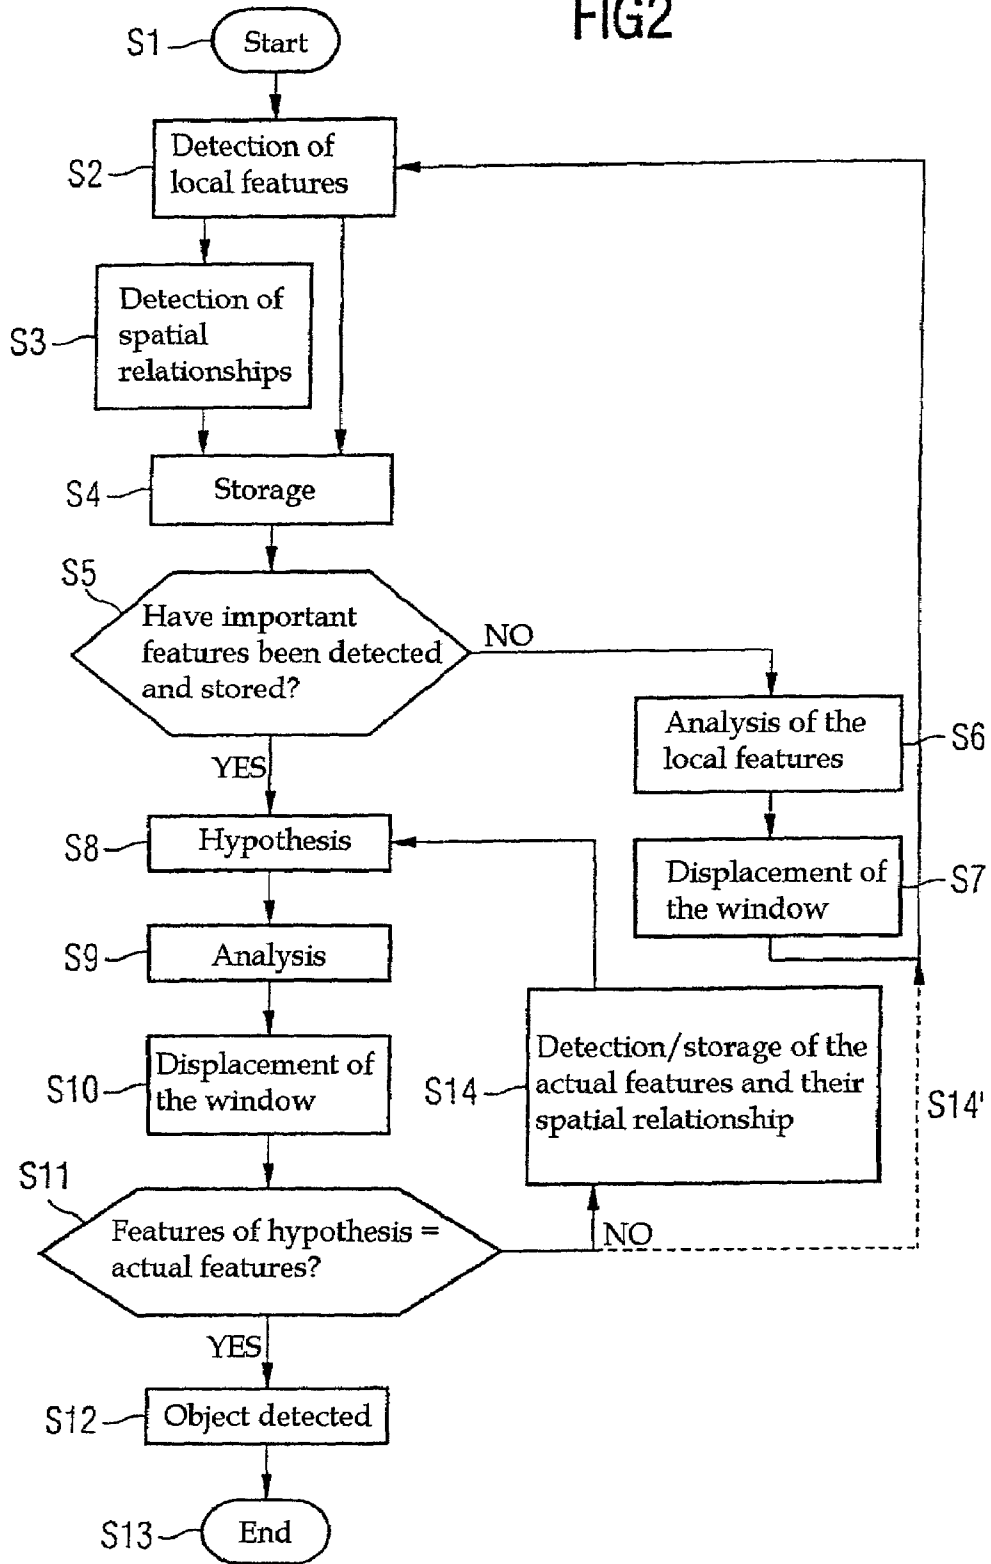 FIG2
S1
Start
S2
Detection of
local features
S3
Detection of
spatial
relationships
S4
Storage
S5
Have important
features been detected
and stored?
NO
YES
Analysis of the
local features
S6
Displacement of
the window
S7
S8
Hypothesis
S9
Analysis
S10
Displacement of
the window
S14
Detection/storage of the
actual features and their
spatial relationship
S14'
S11
Features of hypothesis =
actual features?
NO
YES
S12
Object detected
S13
End